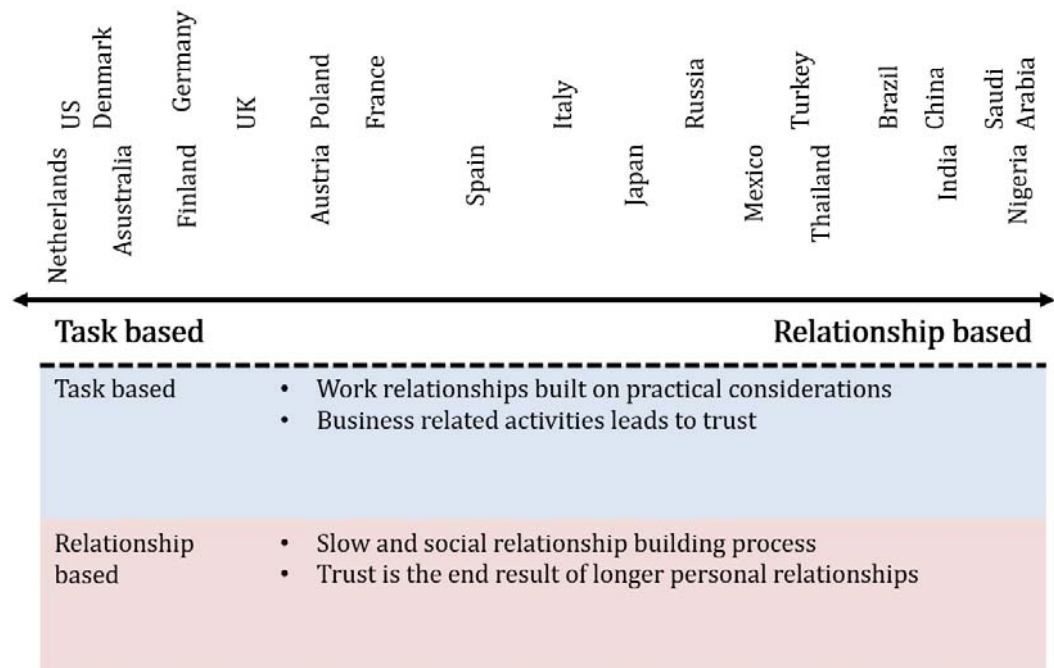 US
Denmark
Germany
UK
Poland
France
Italy
Russia
Turkey
Brazil
China
Saudi
Arabia
Netherlands
Asustralia
Finland
Austria
Spain
Japan
Mexico
Thailand
India
Nigeria
Task based
Relationship based
Task based
• Work relationships built on practical considerations
• Business related activities leads to trust
Relationship
based
• Slow and social relationship building process
• Trust is the end result of longer personal relationships